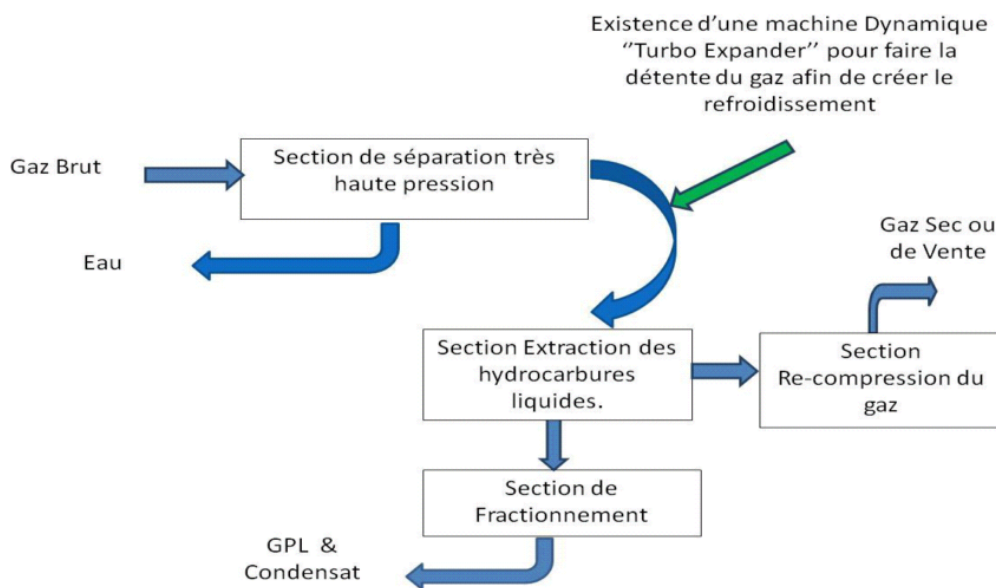 Existence d’une machine Dynamique
‘‘Turbo Expander’’ pour faire la
détente du gaz afin de créer le
refroidissement
Gaz Brut
Section de séparation très
haute pression
Eau
Gaz Sec ou
de Vente
Section Extraction des
hydrocarbures
liquides.
Section
Re-compression du
gaz
Section de
Fractionnement
GPL &
Condensat